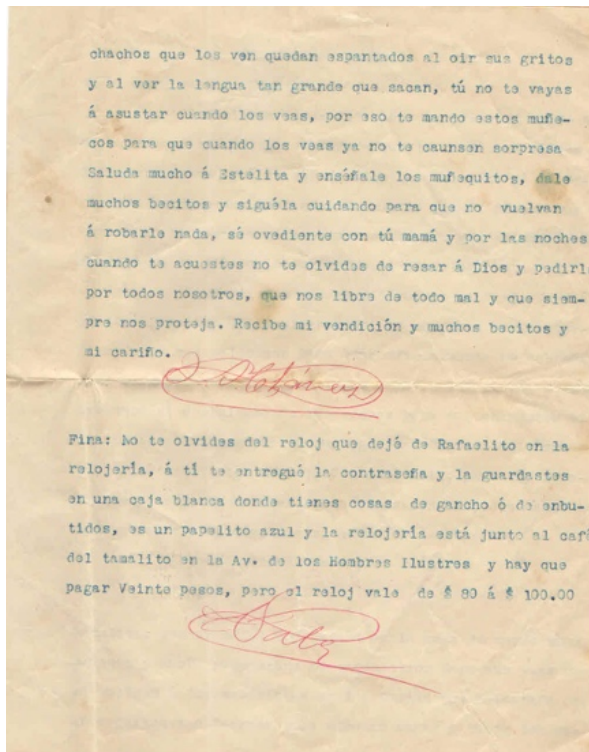 chachos que los ven quedan espantados al oir sus gritos
y al ver la lengua tan grande que sacan, tú no te vayas
á asustar cuando los veas, por eso te mando estos muñe-
cos para que cuando los veas ya no te caunsen sorpresa
Saluda mucho á Estelita y enséñale los muñequitos, dale
muchos becitos y siguéla cuidando para que no vuelvan
á robarle nada, sé ovediente con tú mamá y por las noches
cuando te acuestes no te olvides de resar á Dios y pedirl
por todos nosotros, que nos libre de todo mal y que siem-
pre nos proteja. Recibe mi vendición y muchos becitos y
mi cariño.
Fina: No te olvides del reloj que dejé de Rafaelito en la
relojería, á tí te entregué la contraseña y la guardastes
en una caja blanca donde tienes cosas de gancho ó de enbu-
tidos, es un papelito azul y la relojería está junto al caf
del tamalito en la Av. de los Hombres Ilustres y hay que
pagar Veinte pesos, pero el reloj vale de $ 80 á $ 100.00